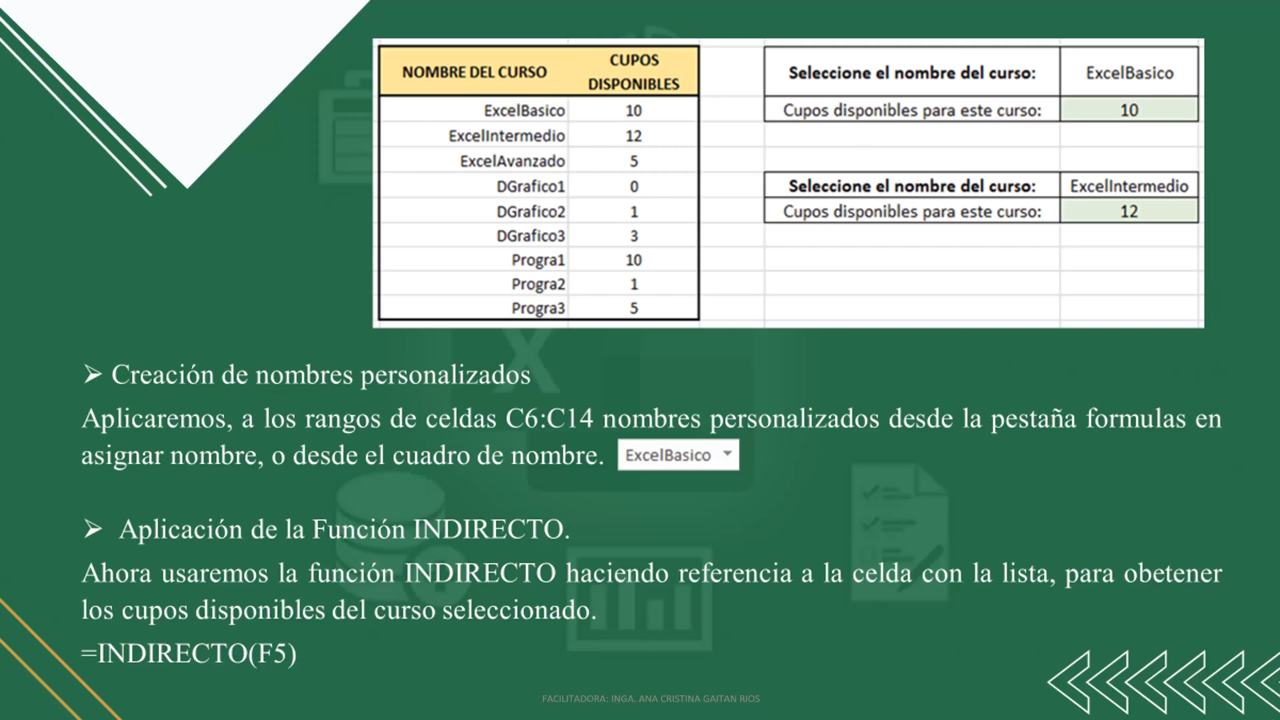 NOMBRE DEL CURSO CUPOS DISPONIBLES
ExcelBasico 10
ExcelIntermedio 12
ExcelAvanzado 5
DGrafico1 0
DGrafico2 1
DGrafico3 3
Progra1 10
Progra2 1
Progra3 5
Seleccione el nombre del curso: ExcelBasico
Cupos disponibles para este curso: 10
Seleccione el nombre del curso: ExcelIntermedio
Cupos disponibles para este curso: 12
➢ Creación de nombres personalizados
Aplicaremos, a los rangos de celdas C6:C14 nombres personalizados desde la pestaña formulas en
asignar nombre, o desde el cuadro de nombre. ExcelBasico
➢ Aplicación de la Función INDIRECTO.
Ahora usaremos la función INDIRECTO haciendo referencia a la celda con la lista, para obetener
los cupos disponibles del curso seleccionado.
=INDIRECTO(F5)
FACILITADORA: INGA. ANA CRISTINA GAITAN RIOS